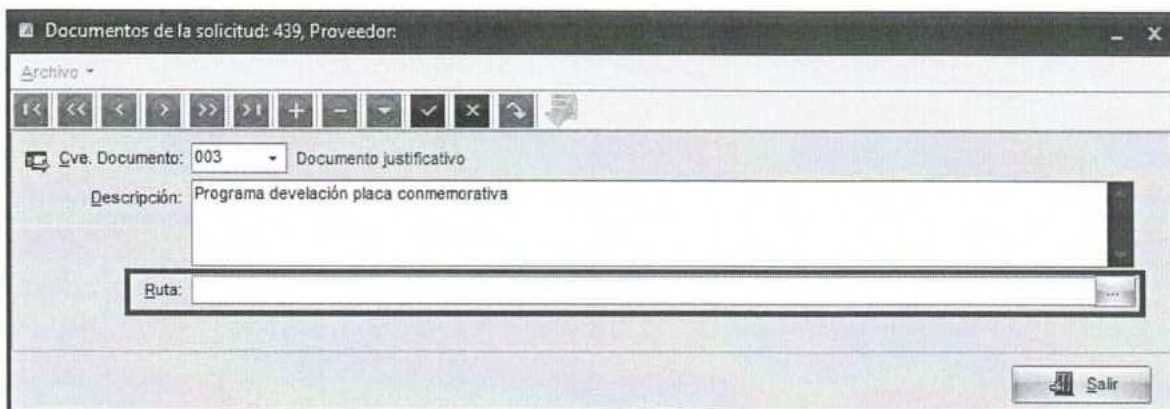 Documentos de la solicitud: 439, Proveedor:
Archivo
Cve. Documento: 003 Documento justificativo
Descripción: Programa develación placa conmemorativa
Ruta: ...
Salir